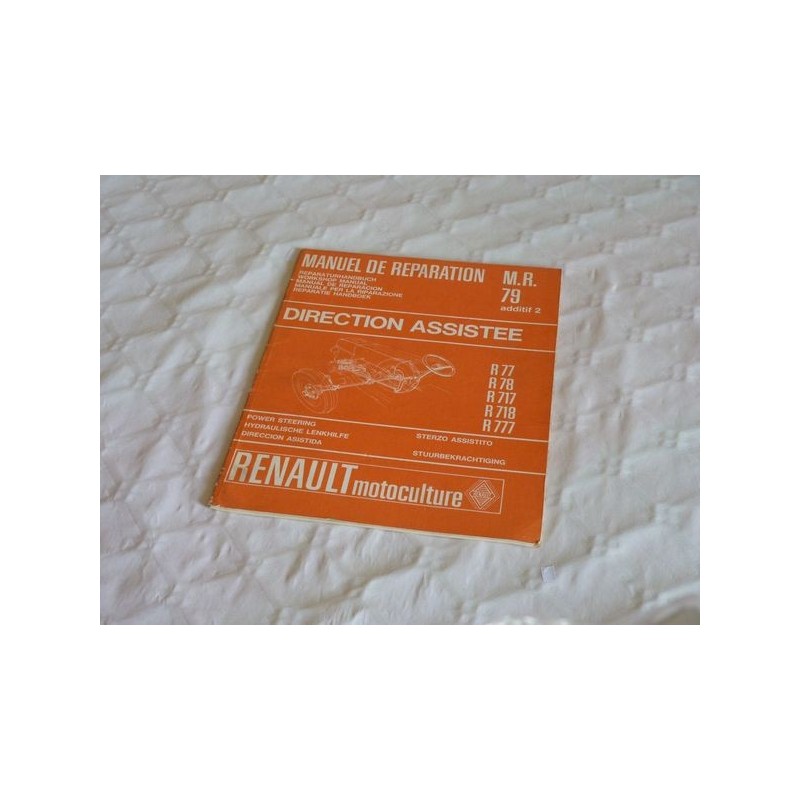 MANUEL DE REPARATION
REPARATURHANDBUCH
WORKSHOP MANUAL
MANUAL DE REPARACION
MANUALE PER LA RIPARAZIONE
REPARATIE HANDBOEK
M.R.
79
additif 2
DIRECTION ASSISTEE
R 77
R 78
R 717
R 718
R 777
POWER STEERING
HYDRAULISCHE LENKHILFE
DIRECCION ASISTIDA
STERZO ASSISTITO
STUURBEKRACHTIGING
RENAULT motoculture
RENAULT